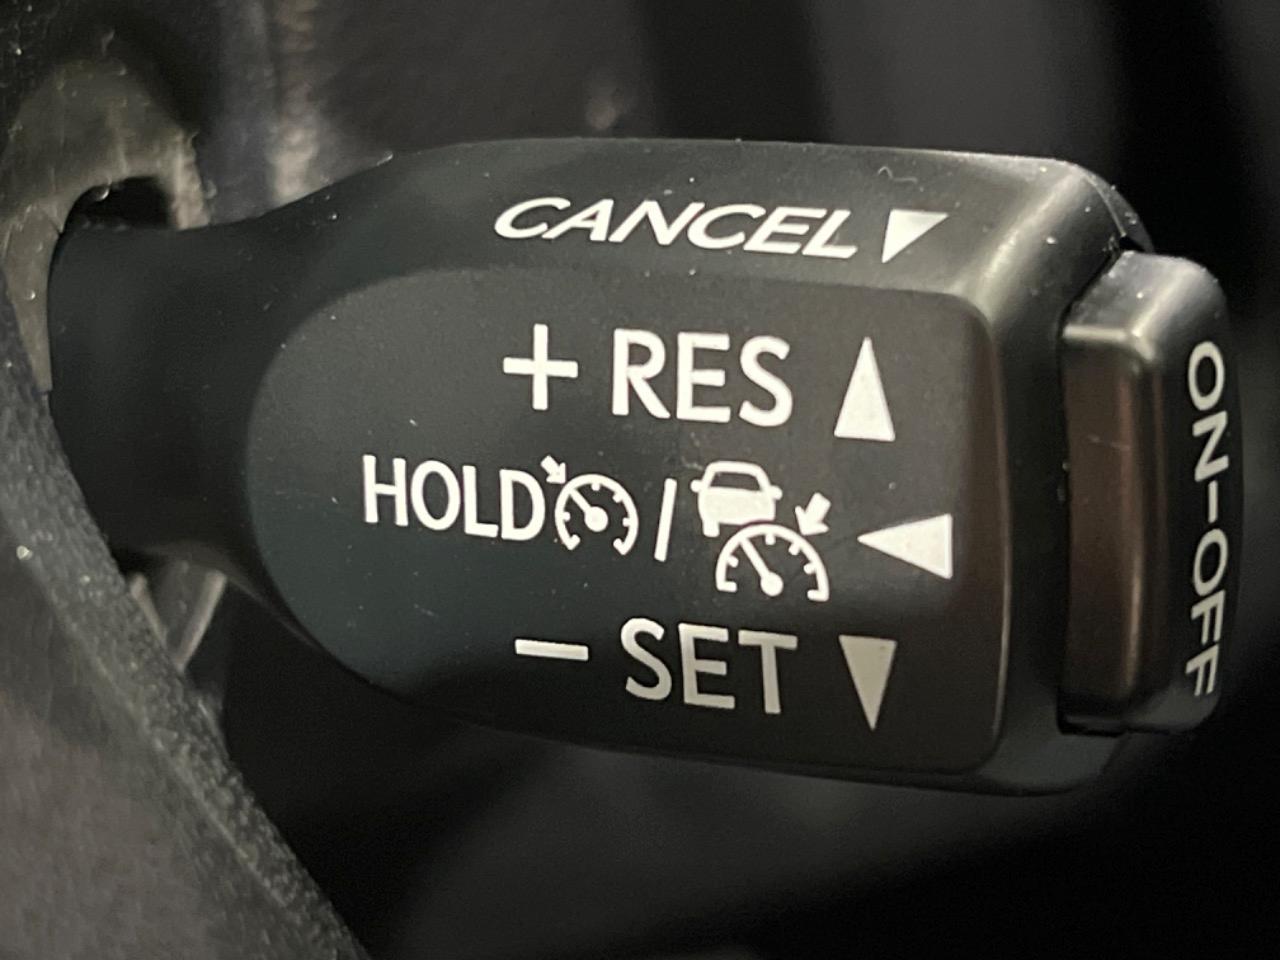 CANCEL
+ RES
HOLD /
− SET
ON-OFF